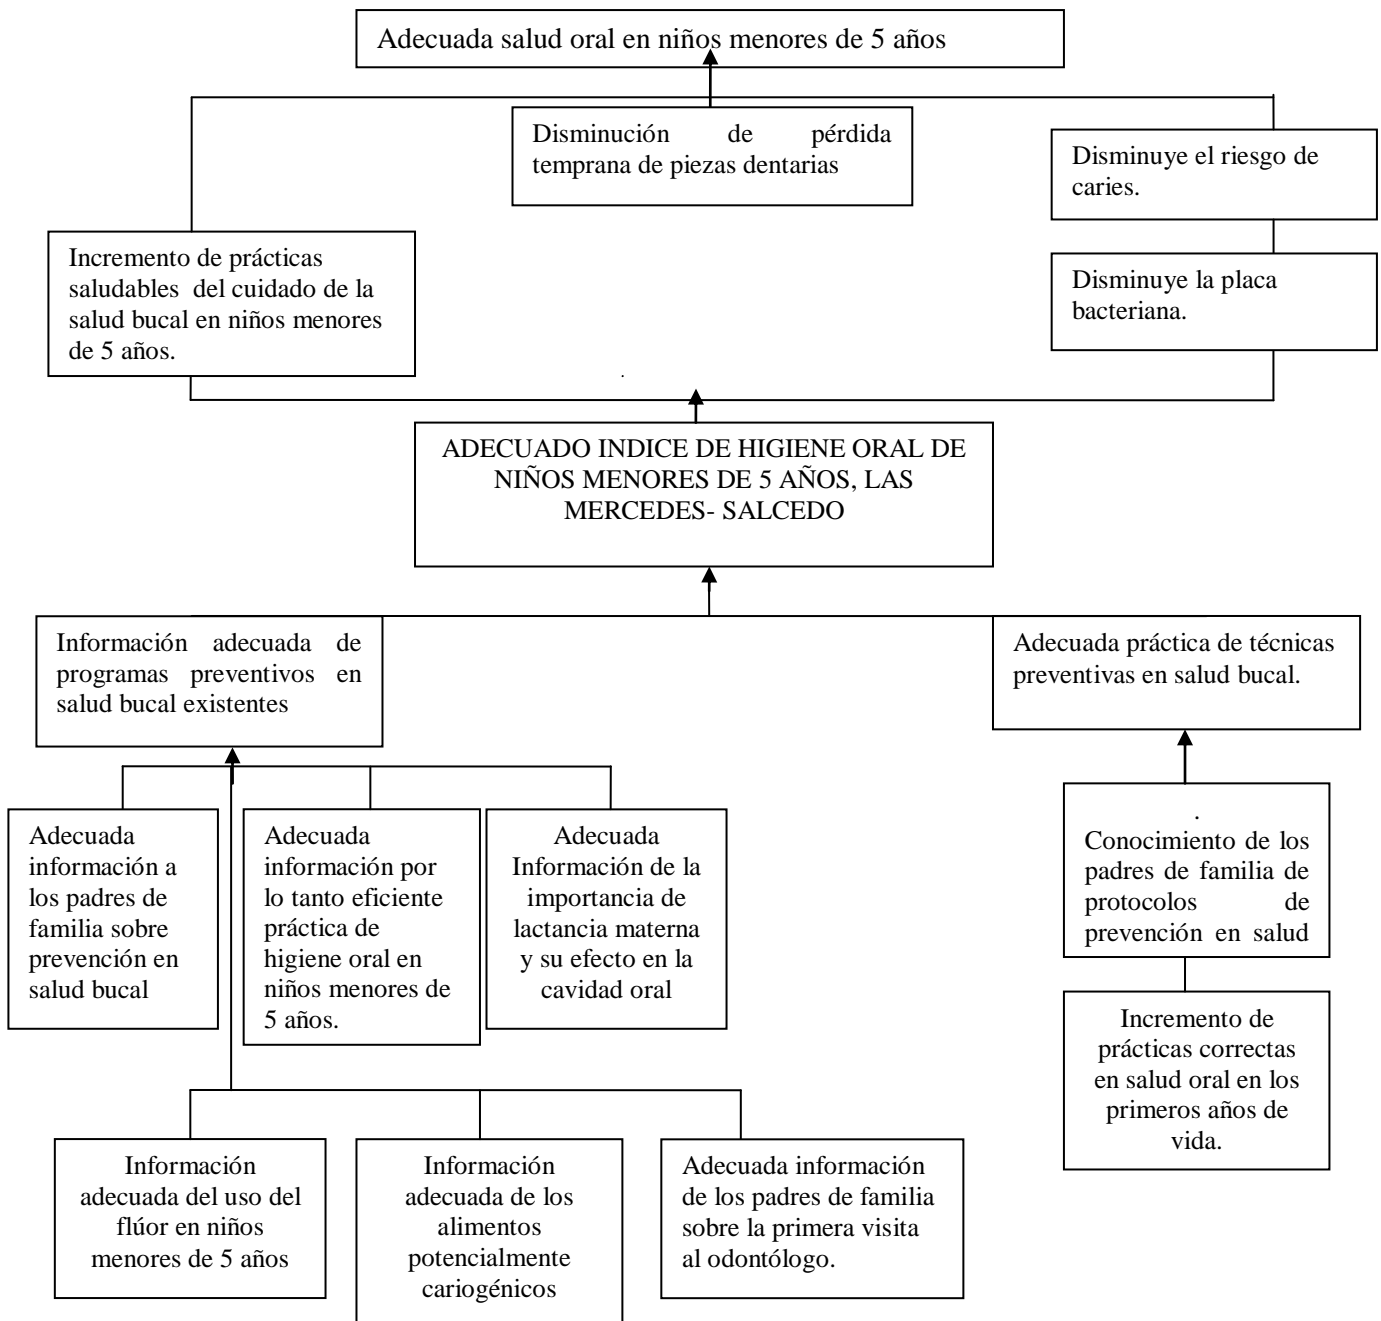 Adecuada salud oral en niños menores de 5 años
Disminución de pérdida
temprana de piezas dentarias
Disminuye el riesgo de
caries.
Incremento de prácticas
saludables del cuidado de la
salud bucal en niños menores
de 5 años.
Disminuye la placa
bacteriana.
.
ADECUADO INDICE DE HIGIENE ORAL DE
NIÑOS MENORES DE 5 AÑOS, LAS
MERCEDES- SALCEDO
Información adecuada de
programas preventivos en
salud bucal existentes
Adecuada práctica de técnicas
preventivas en salud bucal.
Adecuada
información a
los padres de
familia sobre
prevención en
salud bucal
Adecuada
información por
lo tanto eficiente
práctica de
higiene oral en
niños menores de
5 años.
Adecuada
Información de la
importancia de
lactancia materna
y su efecto en la
cavidad oral
.
Conocimiento de los
padres de familia de
protocolos de
prevención en salud
Incremento de
prácticas correctas
en salud oral en los
primeros años de
vida.
Información
adecuada del uso del
flúor en niños
menores de 5 años
Información
adecuada de los
alimentos
potencialmente
cariogénicos
Adecuada información
de los padres de familia
sobre la primera visita
al odontólogo.